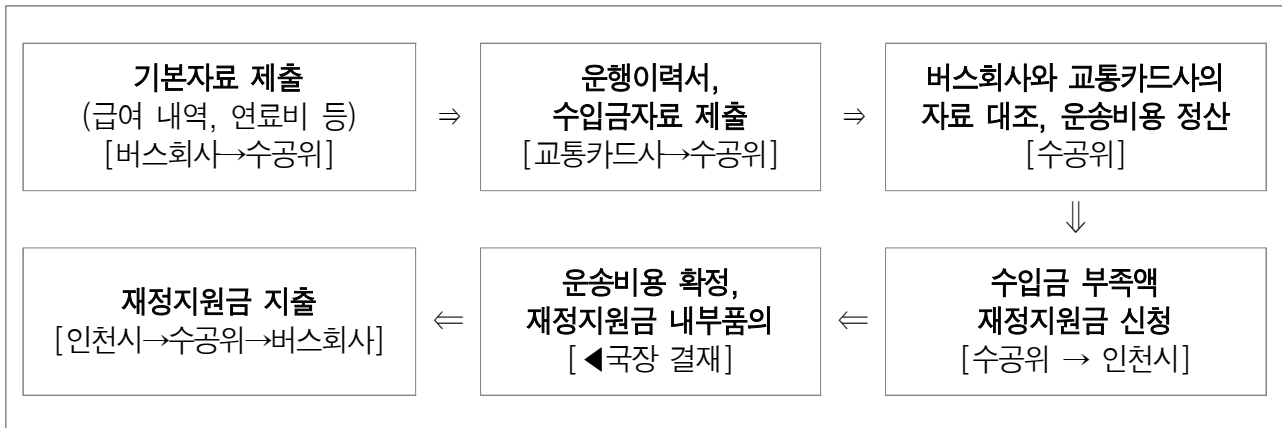 기본자료 제출
(급여 내역, 연료비 등)
[버스회사→수공위]
⇒
운행이력서,
수입금자료 제출
[교통카드사→수공위]
⇒
버스회사와 교통카드사의
자료 대조, 운송비용 정산
[수공위]
⇓
수입금 부족액
재정지원금 신청
[수공위 → 인천시]
⇐
운송비용 확정,
재정지원금 내부품의
[◀국장 결재]
⇐
재정지원금 지출
[인천시→수공위→버스회사]